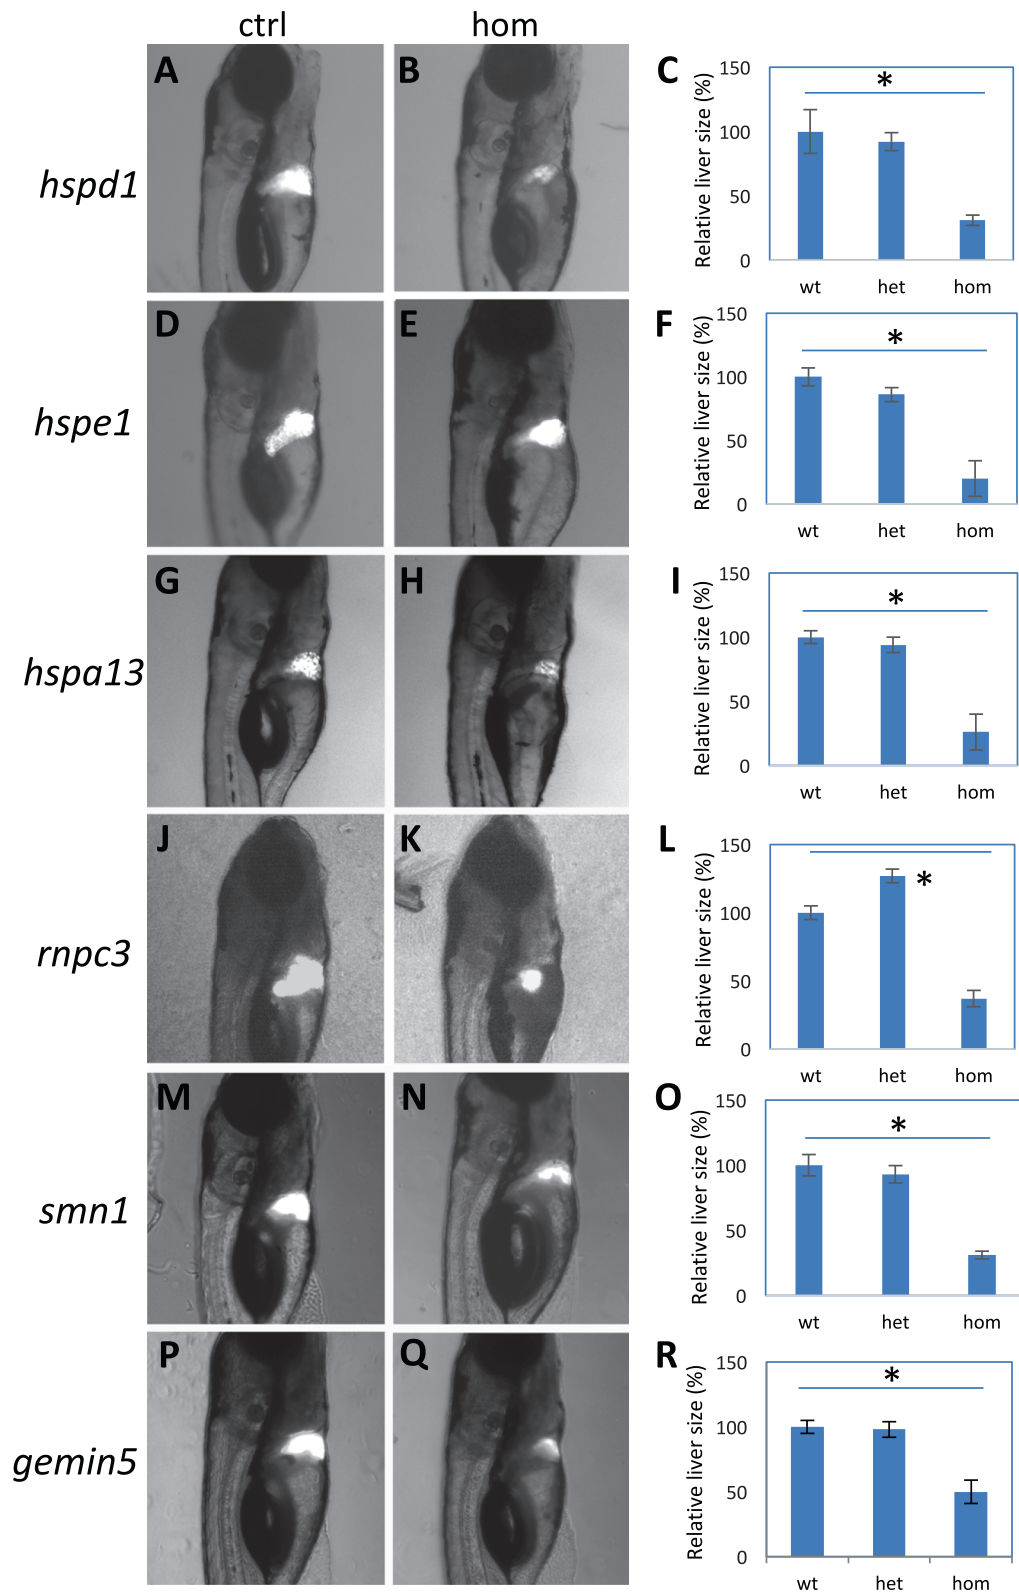 ctrl hom
A B C
hspd1
Relative liver size (%)
150
100
50
0
*
wt het hom
D E F
hspe1
Relative liver size (%)
150
100
50
0
*
wt het hom
G H I
hspa13
Relative liver size (%)
150
100
50
0
*
wt het hom
J K L
rnpc3
Relative liver size (%)
150
100
50
0
*
wt het hom
M N O
smn1
Relative liver size (%)
150
100
50
0
*
wt het hom
P Q R
gemin5
Relative liver size (%)
150
100
50
0
*
wt het hom